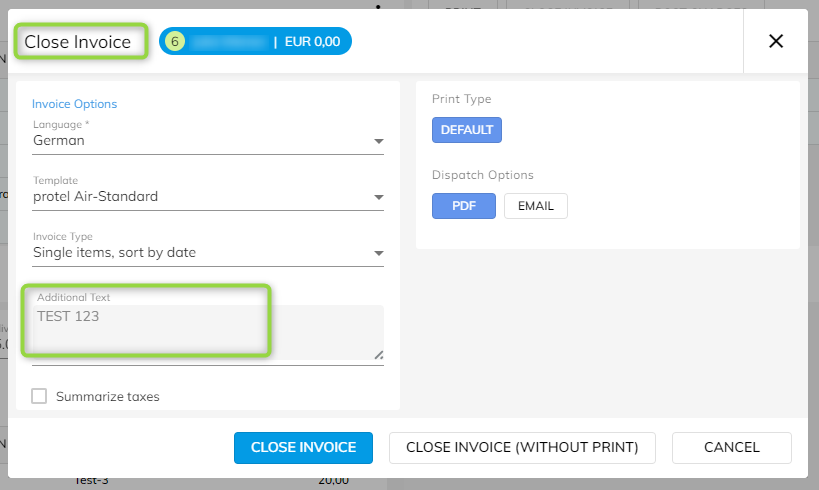 Close Invoice
6 | EUR 0,00
Invoice Options
Language *
German
Template
protel Air-Standard
Invoice Type
Single items, sort by date
Additional Text
TEST 123
Summarize taxes
Print Type
DEFAULT
Dispatch Options
PDF EMAIL
CLOSE INVOICE CLOSE INVOICE (WITHOUT PRINT) CANCEL
Test-3 20,00